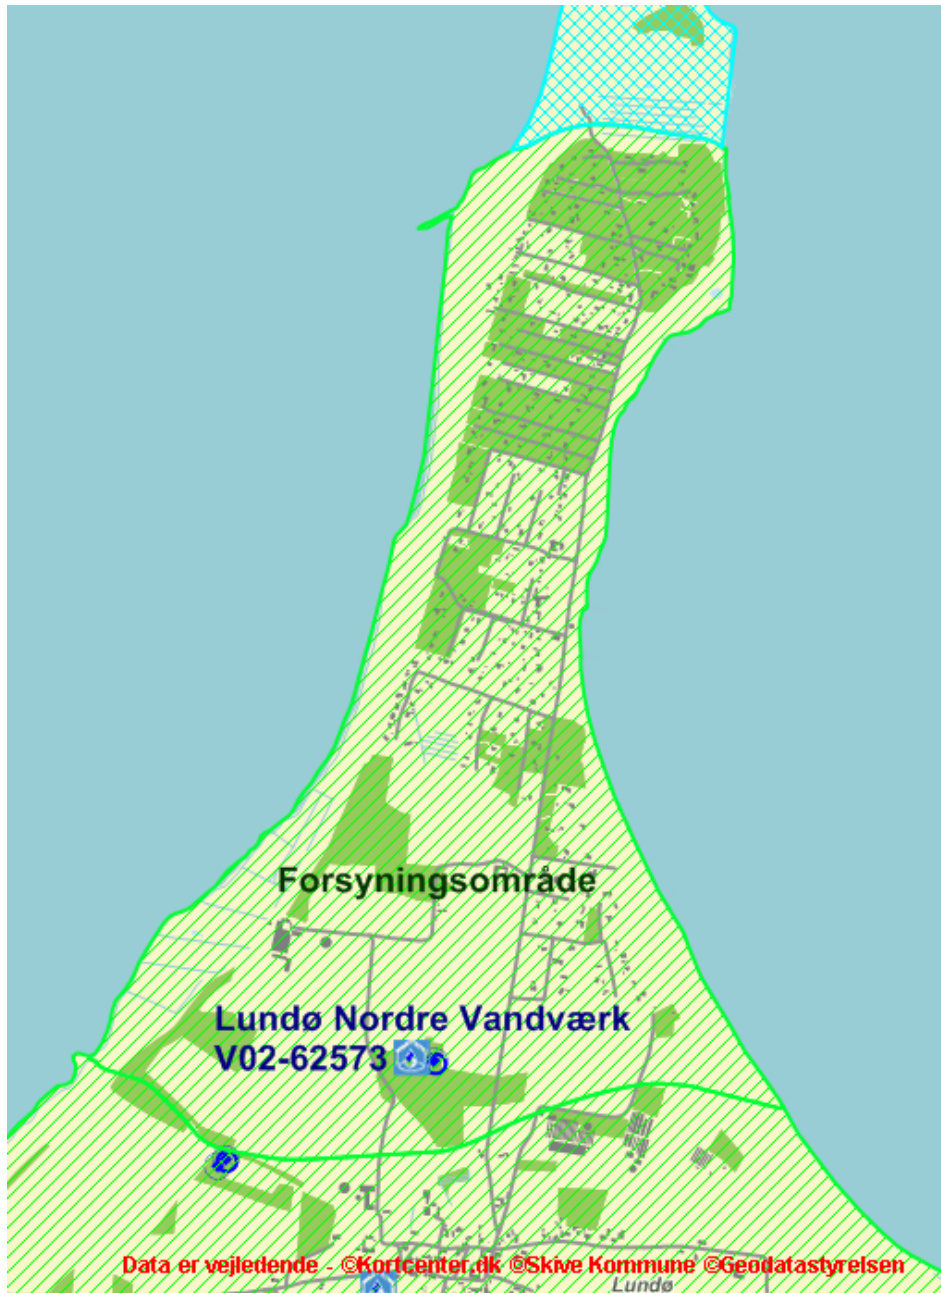 Forsyningsområde
Lundø Nordre Vandværk
V02-62573
Data er vejledende - ©Kortcenter.dk ©Skive Kommune ©Geodatastyrelsen
Lundø